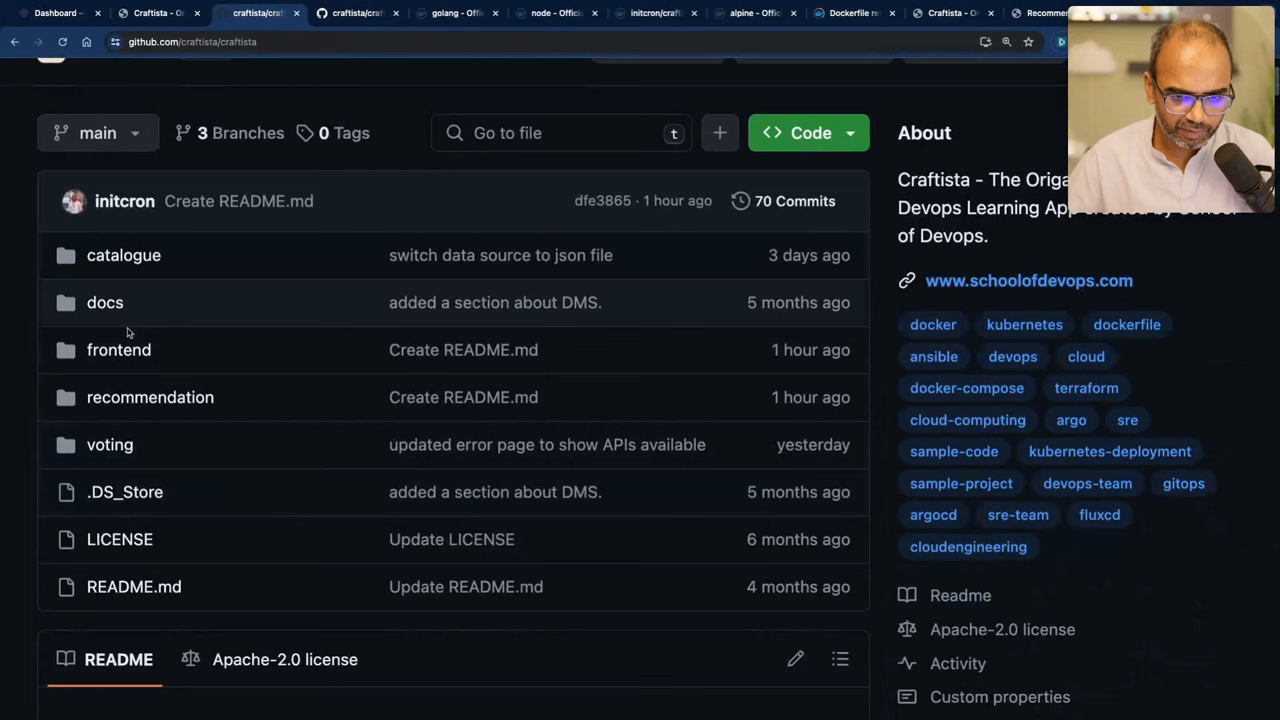 Dashboard -
Craftista - Or
craftista/craft
craftista/craf
golang - Offic
node - Officia
initcron/craft
alpine - Offic
Dockerfile re
Craftista - Or
Recommen
github.com/craftista/craftista
main
3 Branches
0 Tags
Go to file
t
Code
About
Craftista - The Origa
Devops Learning App created by School
of Devops.
www.schoolofdevops.com
initcron Create README.md dfe3865 · 1 hour ago 70 Commits
catalogue switch data source to json file 3 days ago
docs added a section about DMS. 5 months ago
frontend Create README.md 1 hour ago
recommendation Create README.md 1 hour ago
voting updated error page to show APIs available yesterday
.DS_Store added a section about DMS. 5 months ago
LICENSE Update LICENSE 6 months ago
README.md Update README.md 4 months ago
docker kubernetes dockerfile
ansible devops cloud
docker-compose terraform
cloud-computing argo sre
sample-code kubernetes-deployment
sample-project devops-team gitops
argocd sre-team fluxcd
cloudengineering
Readme
Apache-2.0 license
Activity
Custom properties
README
Apache-2.0 license